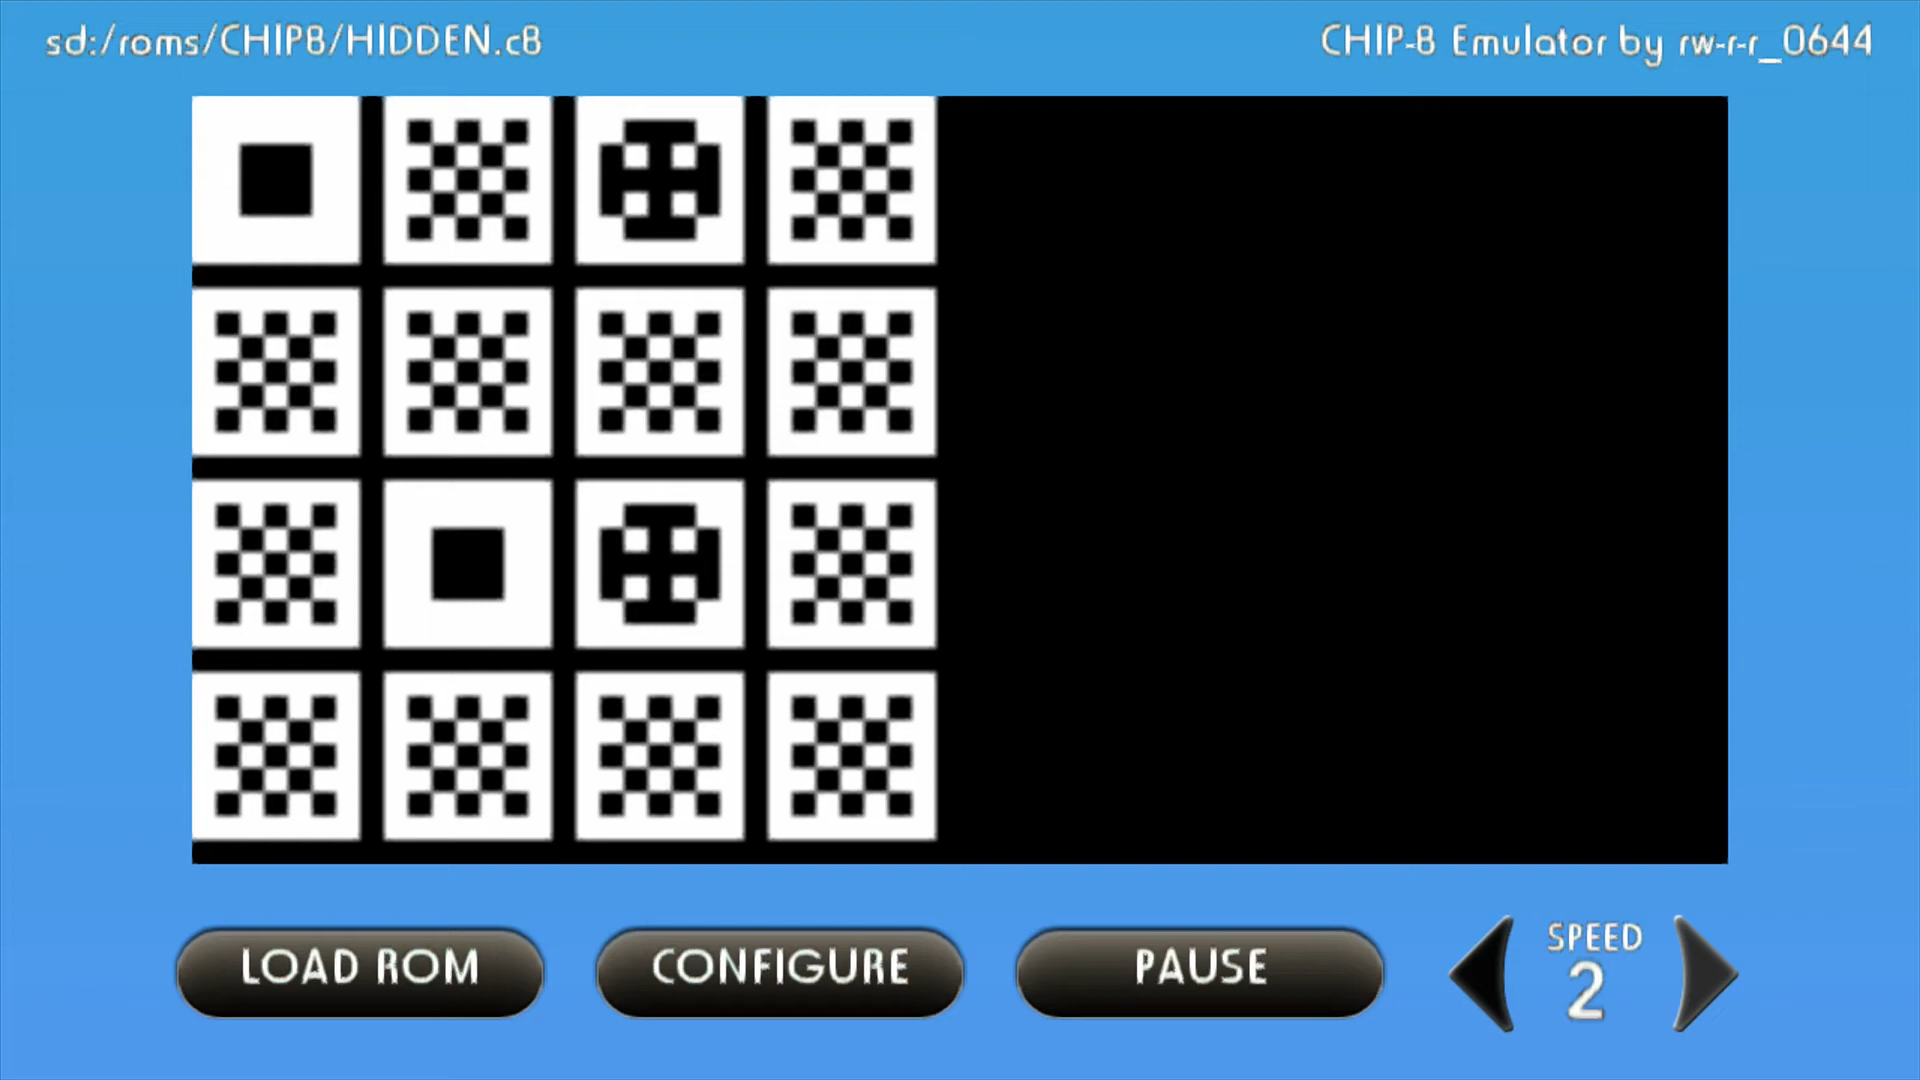 sd:/roms/CHIP8/HIDDEN.c8
CHIP-8 Emulator by rw-r-r_0644
LOAD ROM
CONFIGURE
PAUSE
SPEED
2